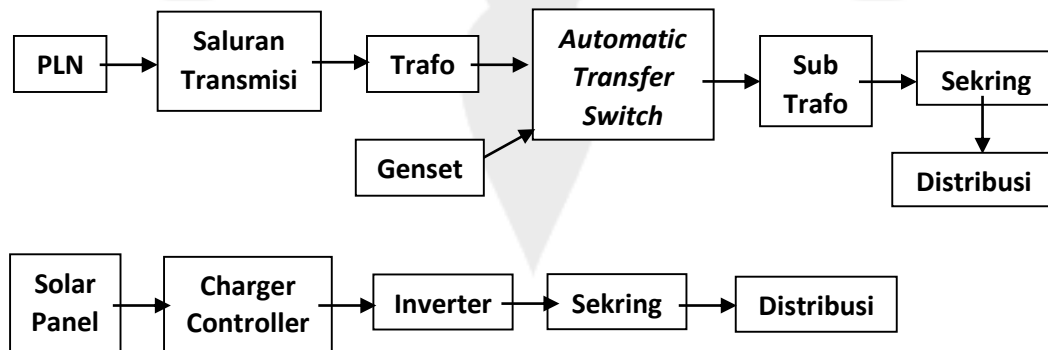 PLN
Saluran
Transmisi
Trafo
Automatic
Transfer
Switch
Sub
Trafo
Sekring
Genset
Distribusi
Solar
Panel
Charger
Controller
Inverter
Sekring
Distribusi